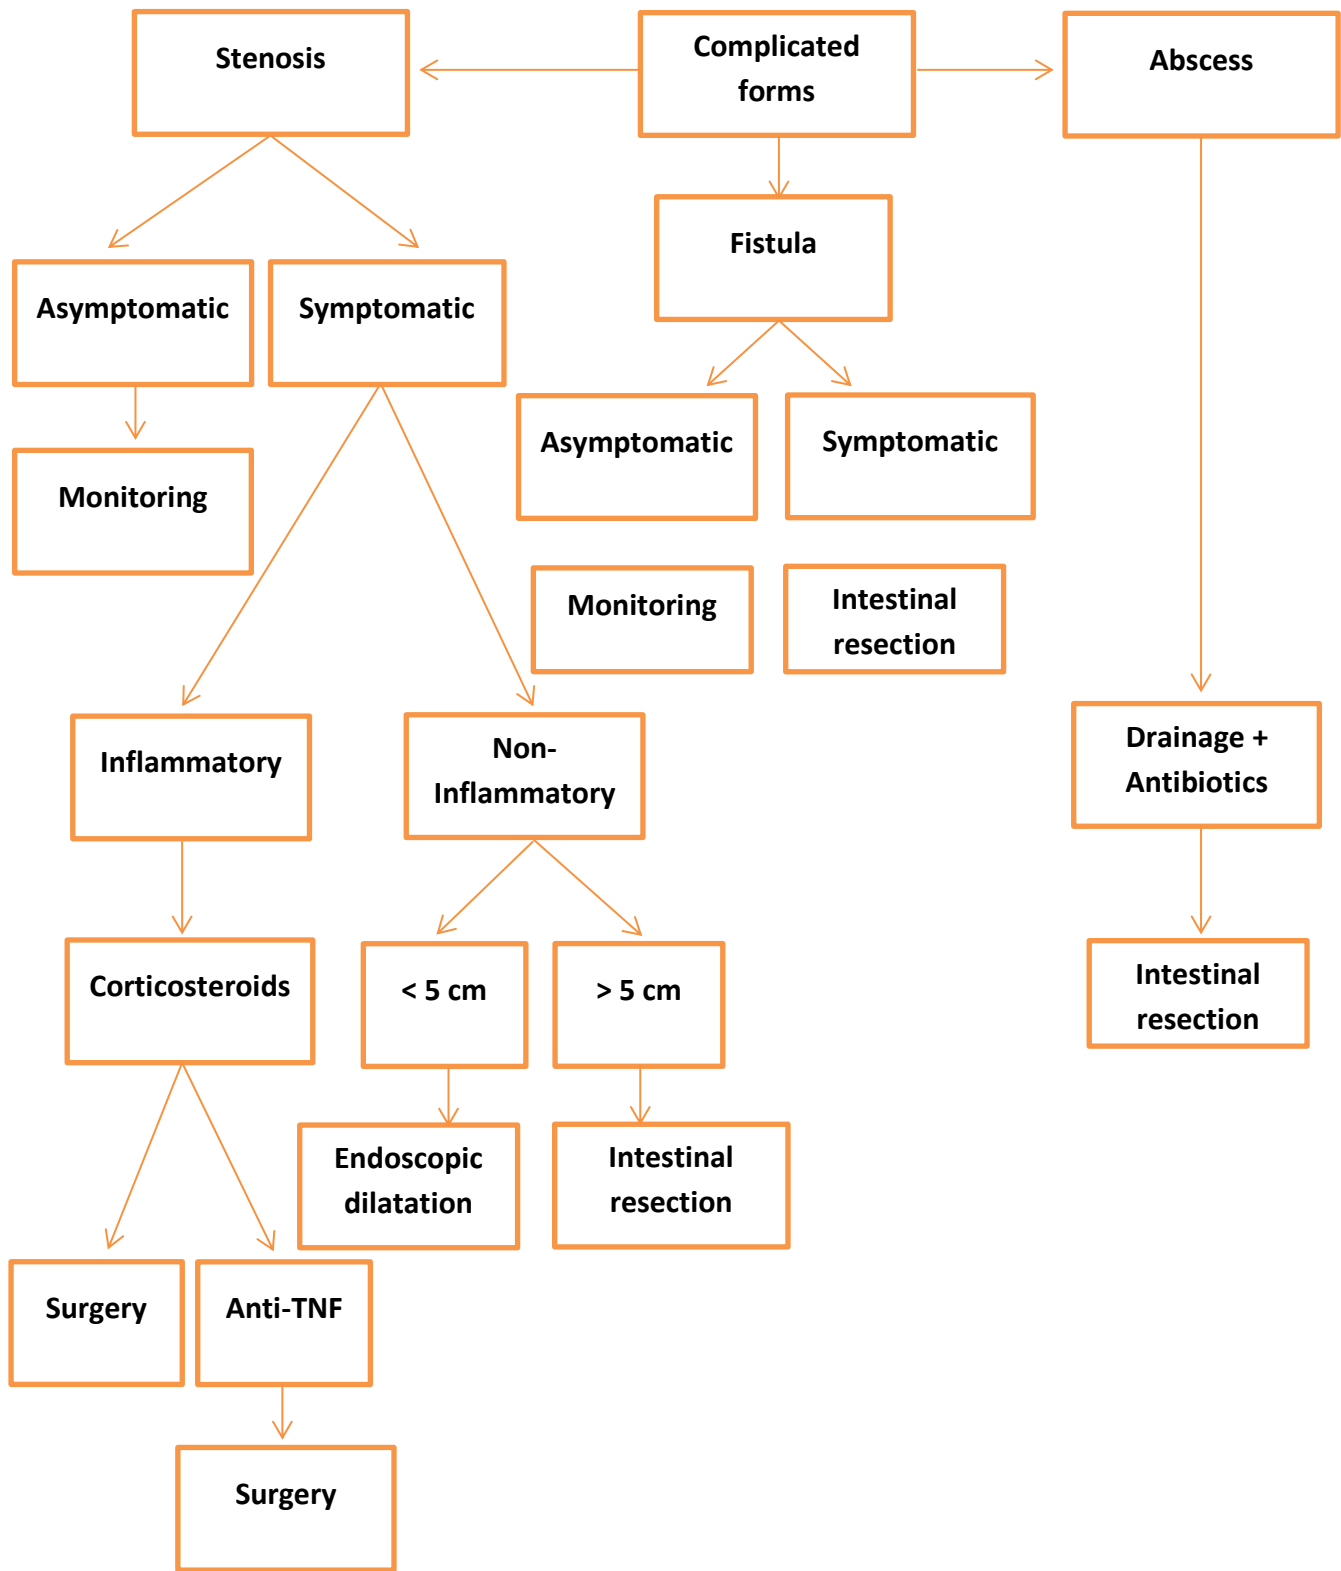 Stenosis
Complicated
forms
Abscess
Fistula
Asymptomatic
Symptomatic
Asymptomatic
Symptomatic
Monitoring
Monitoring
Intestinal
resection
Inflammatory
Non-
Inflammatory
Drainage +
Antibiotics
Corticosteroids
< 5 cm
> 5 cm
Intestinal
resection
Endoscopic
dilatation
Intestinal
resection
Surgery
Anti-TNF
Surgery